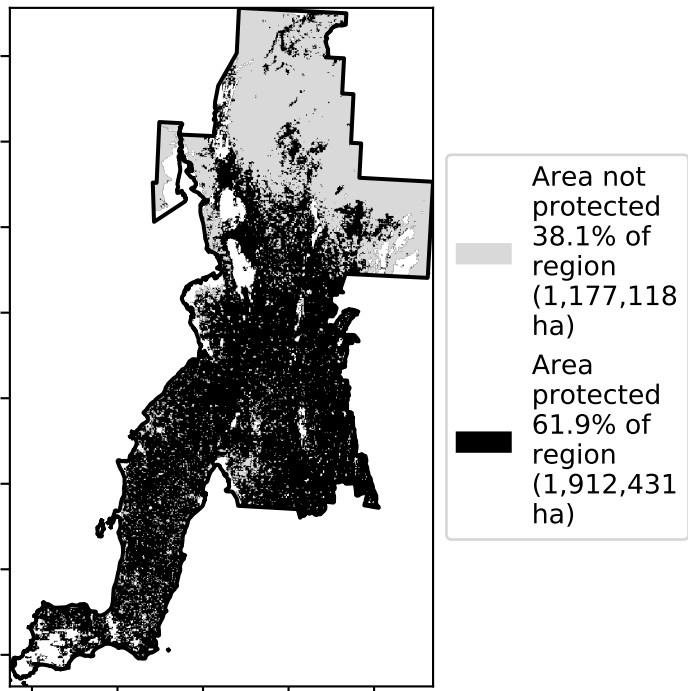 Area not
protected
38.1% of
region
(1,177,118
ha)
Area
protected
61.9% of
region
(1,912,431
ha)